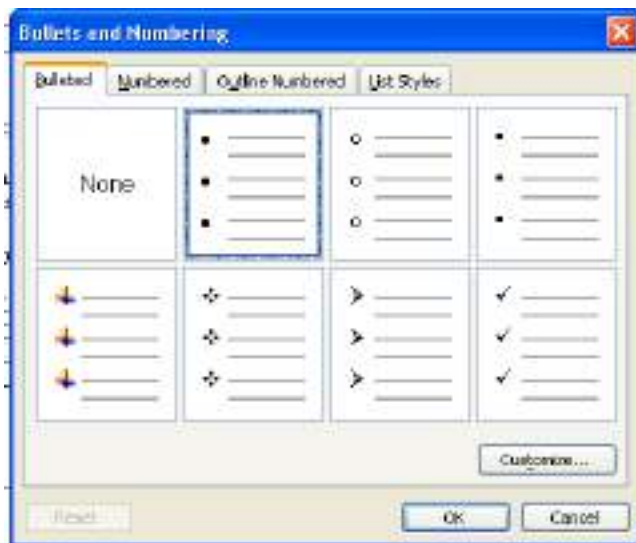 Bullets and Numbering
Bulleted Numbered Outline Numbered List Styles
None
Customize...
Reset OK Cancel